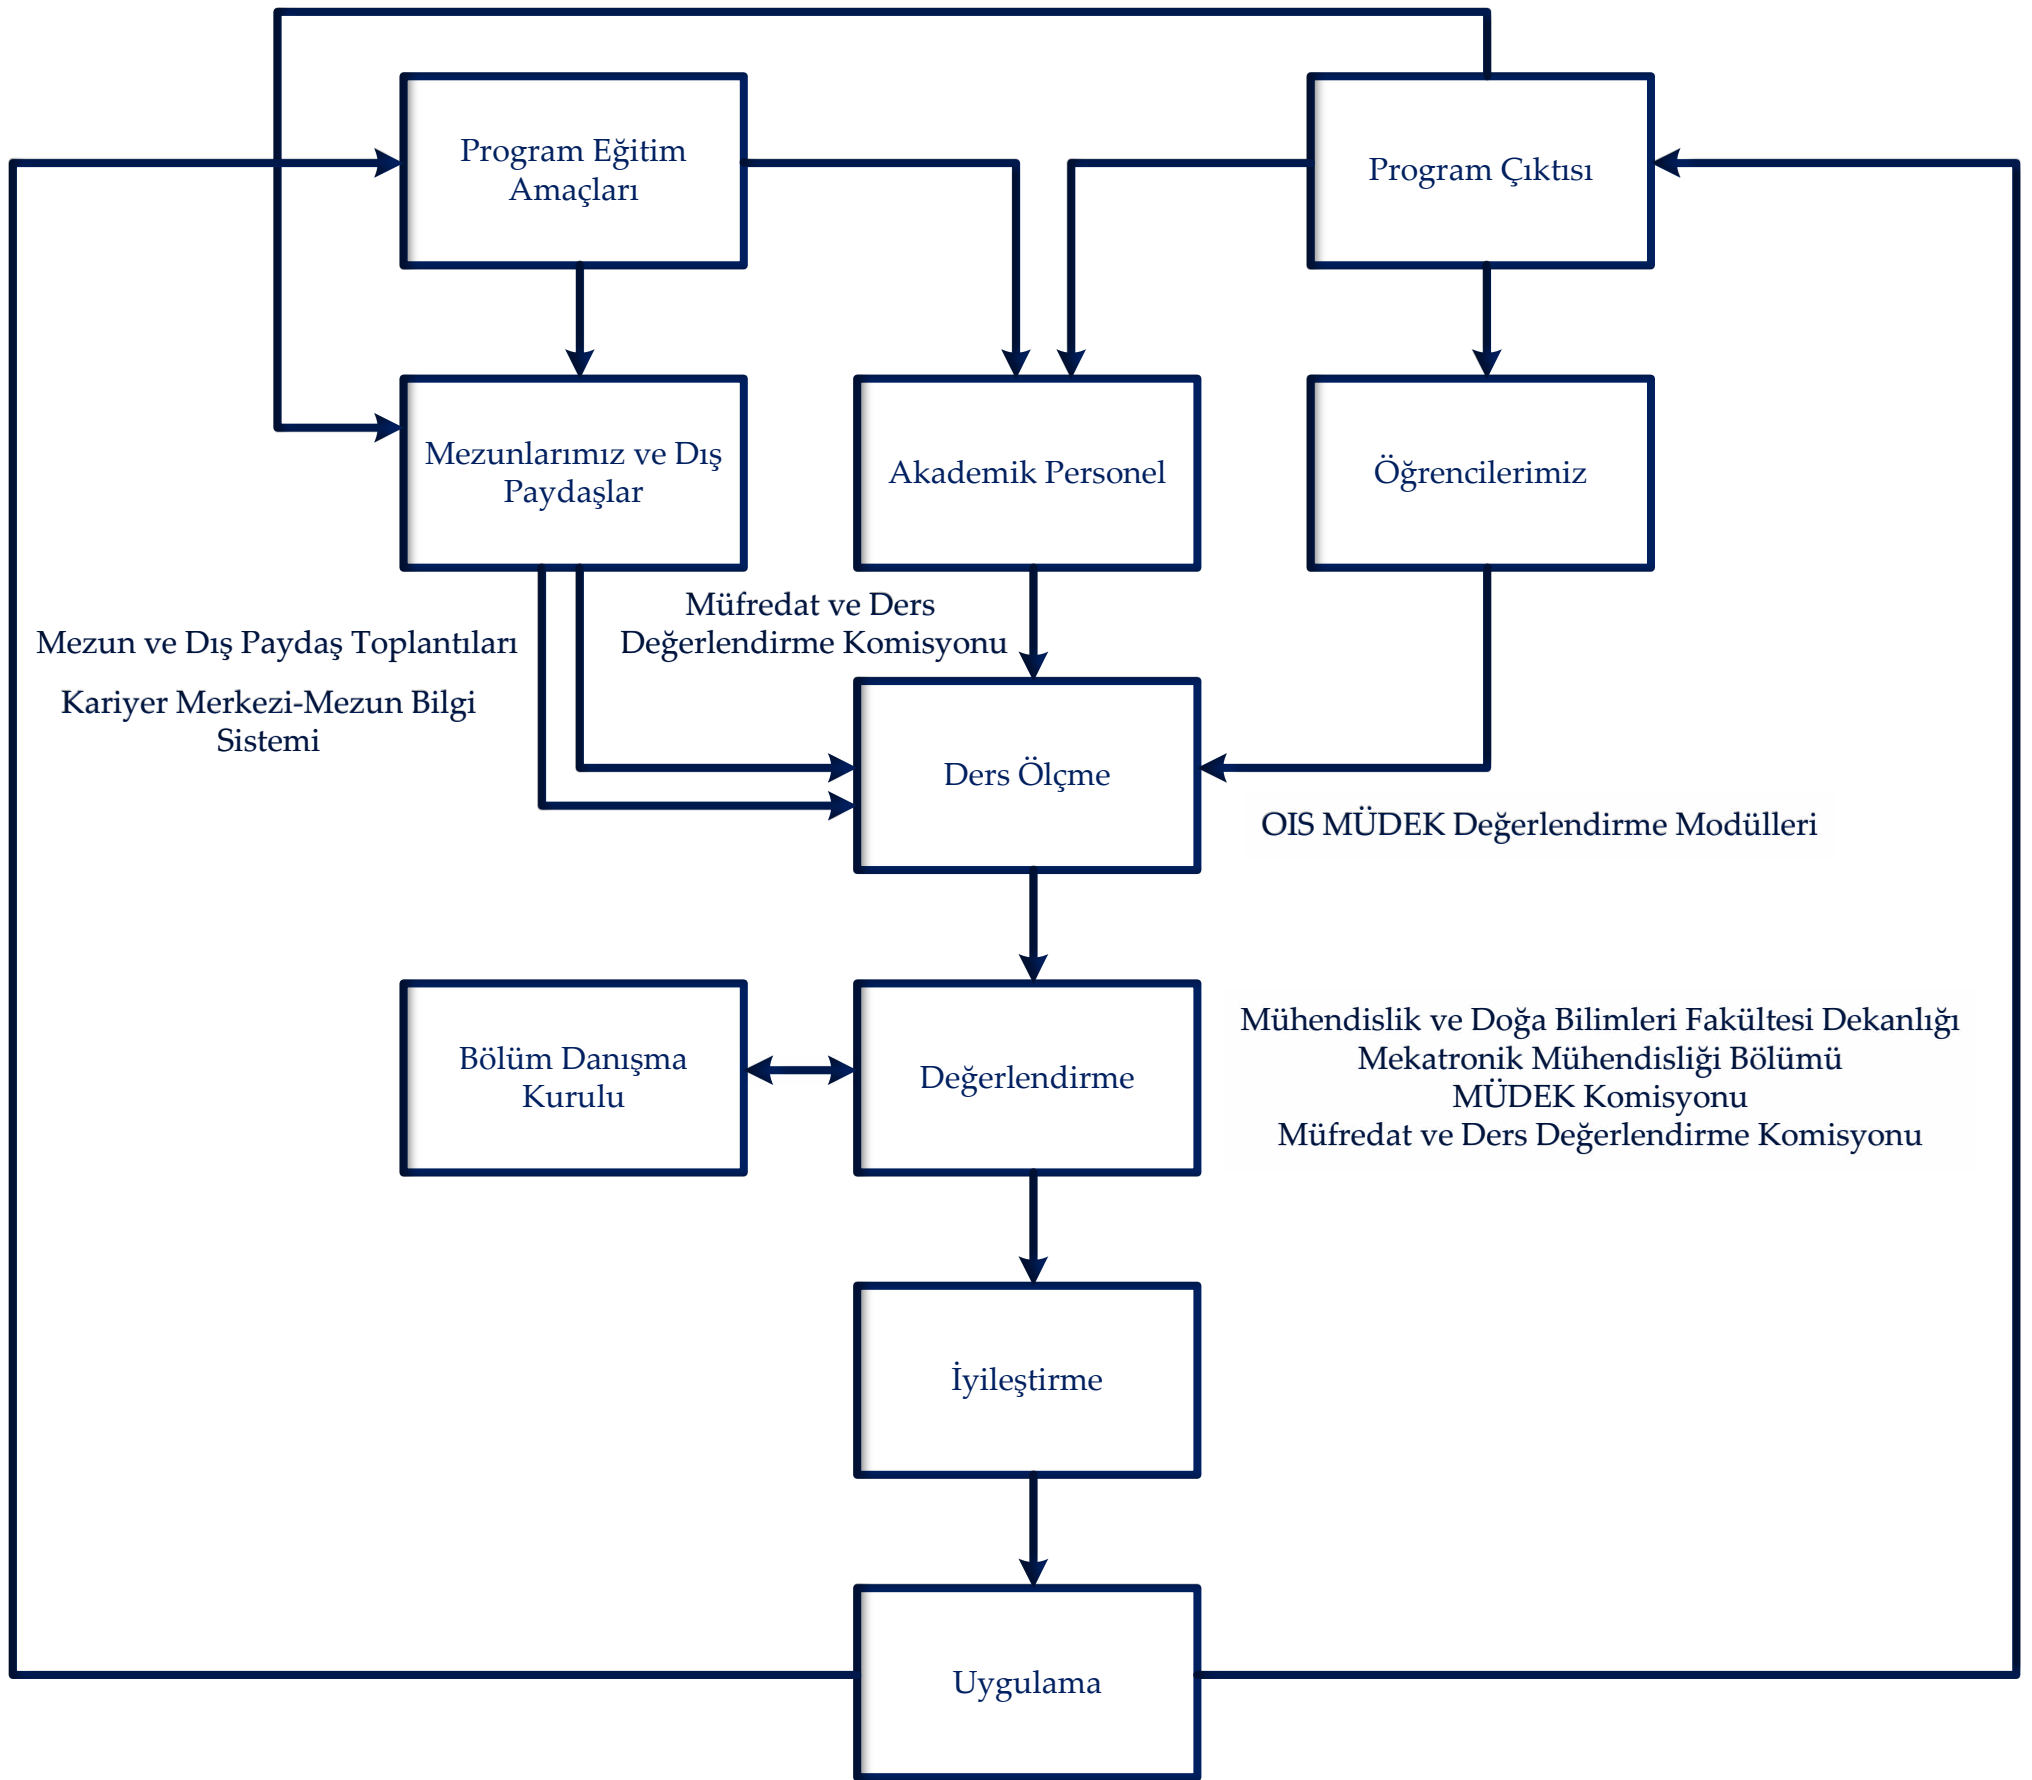 Program Eğitim
Amaçları
Program Çıktısı
Mezunlarımız ve Dış
Paydaşlar
Akademik Personel
Öğrencilerimiz
Mezun ve Dış Paydaş Toplantıları
Kariyer Merkezi-Mezun Bilgi
Sistemi
Müfredat ve Ders
Değerlendirme Komisyonu
Ders Ölçme
OIS MÜDEK Değerlendirme Modülleri
Bölüm Danışma
Kurulu
Değerlendirme
Mühendislik ve Doğa Bilimleri Fakültesi Dekanlığı
Mekatronik Mühendisliği Bölümü
MÜDEK Komisyonu
Müfredat ve Ders Değerlendirme Komisyonu
İyileştirme
Uygulama